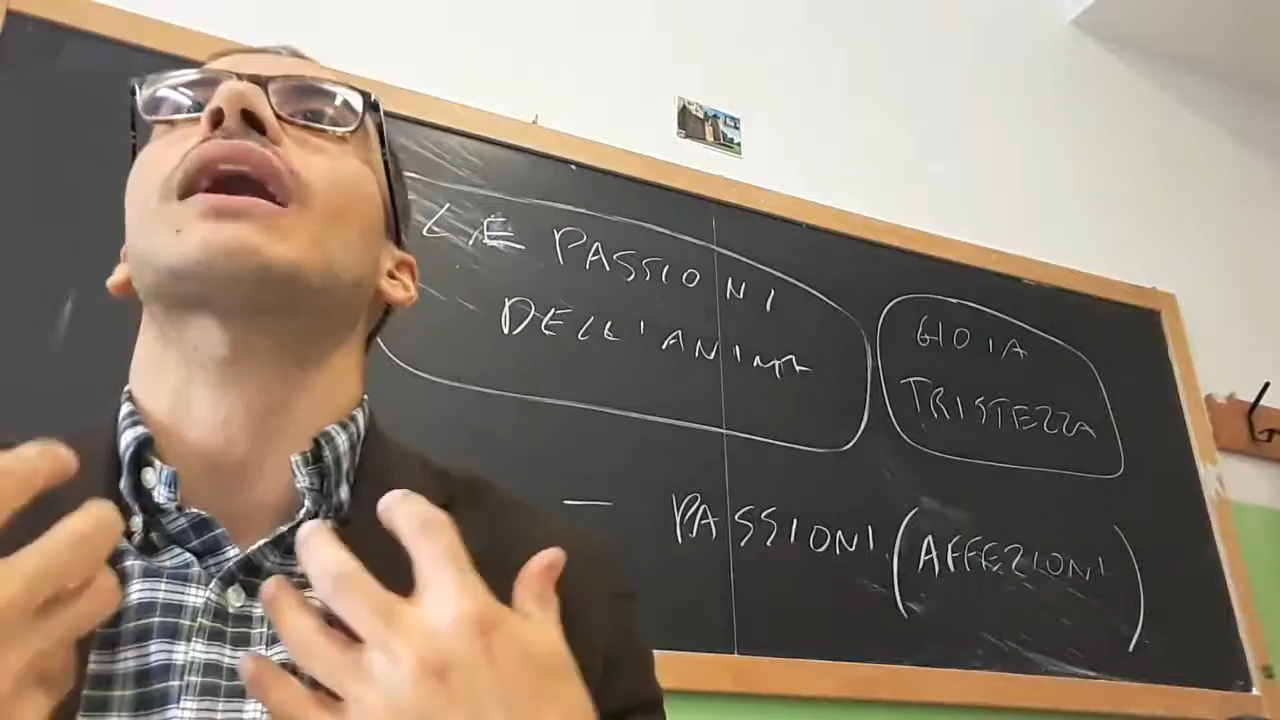 LE PASSIONI
DELL'ANIMA
GIOIA
TRISTEZZA
— PASSIONI (AFFEZIONI)